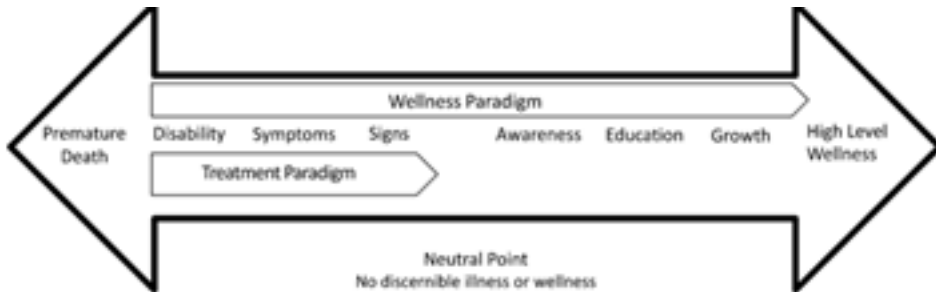 Wellness Paradigm
Premature
Death
Disability Symptoms Signs Awareness Education Growth
High Level
Wellness
Treatment Paradigm
Neutral Point
No discernible illness or wellness